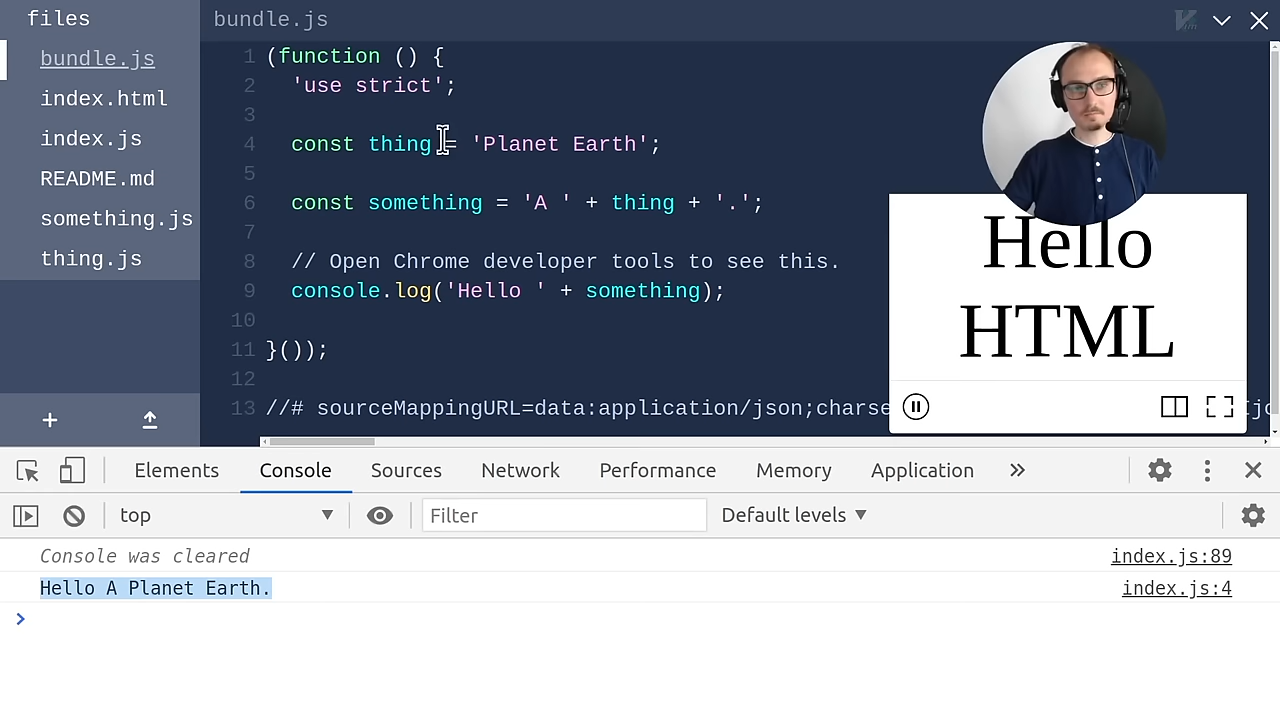 files
bundle.js
index.html
index.js
README.md
something.js
thing.js
bundle.js
1 (function () {
2 'use strict';
3
4 const thing = 'Planet Earth';
5
6 const something = 'A ' + thing + '.';
7
8 // Open Chrome developer tools to see this.
9 console.log('Hello ' + something);
10
11 }());
12
13 //# sourceMappingURL=data:application/json;charse
Hello
HTML
Elements Console Sources Network Performance Memory Application
top Filter Default levels
Console was cleared index.js:89
Hello A Planet Earth. index.js:4